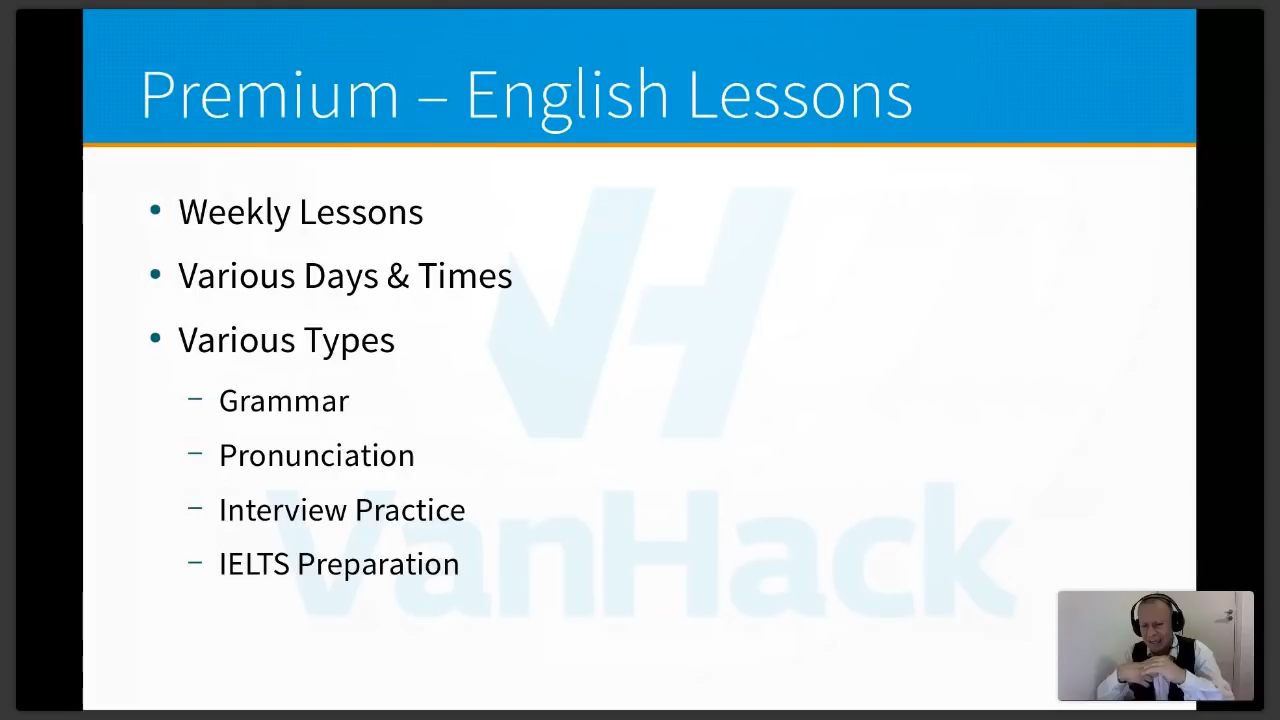 Premium – English Lessons
• Weekly Lessons
• Various Days & Times
• Various Types
– Grammar
– Pronunciation
– Interview Practice
– IELTS Preparation
VanHack